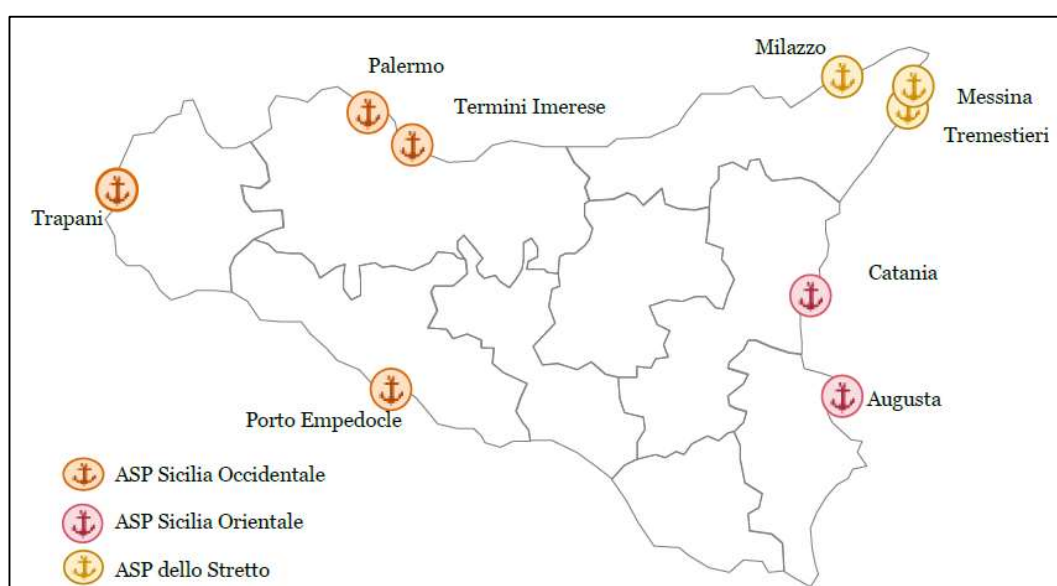 Milazzo
Palermo
Messina
Termini Imerese
Tremestieri
Trapani
Catania
Augusta
Porto Empedocle
ASP Sicilia Occidentale
ASP Sicilia Orientale
ASP dello Stretto